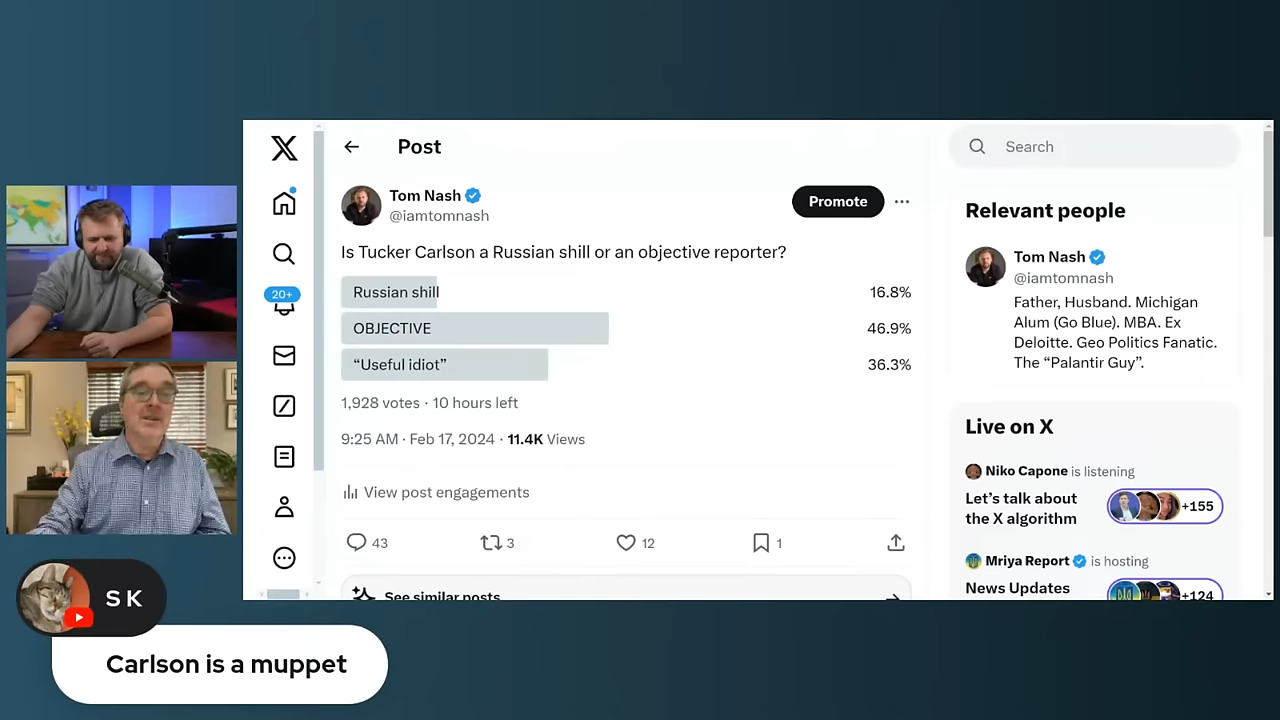 Post
Search
Tom Nash
@iamtomnash
Promote
Is Tucker Carlson a Russian shill or an objective reporter?
Russian shill
16.8%
OBJECTIVE
46.9%
“Useful idiot”
36.3%
1,928 votes · 10 hours left
9:25 AM · Feb 17, 2024 · 11.4K Views
View post engagements
43
3
12
1
See similar posts
20+
Relevant people
Tom Nash
@iamtomnash
Father, Husband. Michigan
Alum (Go Blue). MBA. Ex
Deloitte. Geo Politics Fanatic.
The “Palantir Guy”.
Live on X
Niko Capone is listening
Let’s talk about
the X algorithm
+155
Mriya Report is hosting
News Updates
+124
S K
Carlson is a muppet